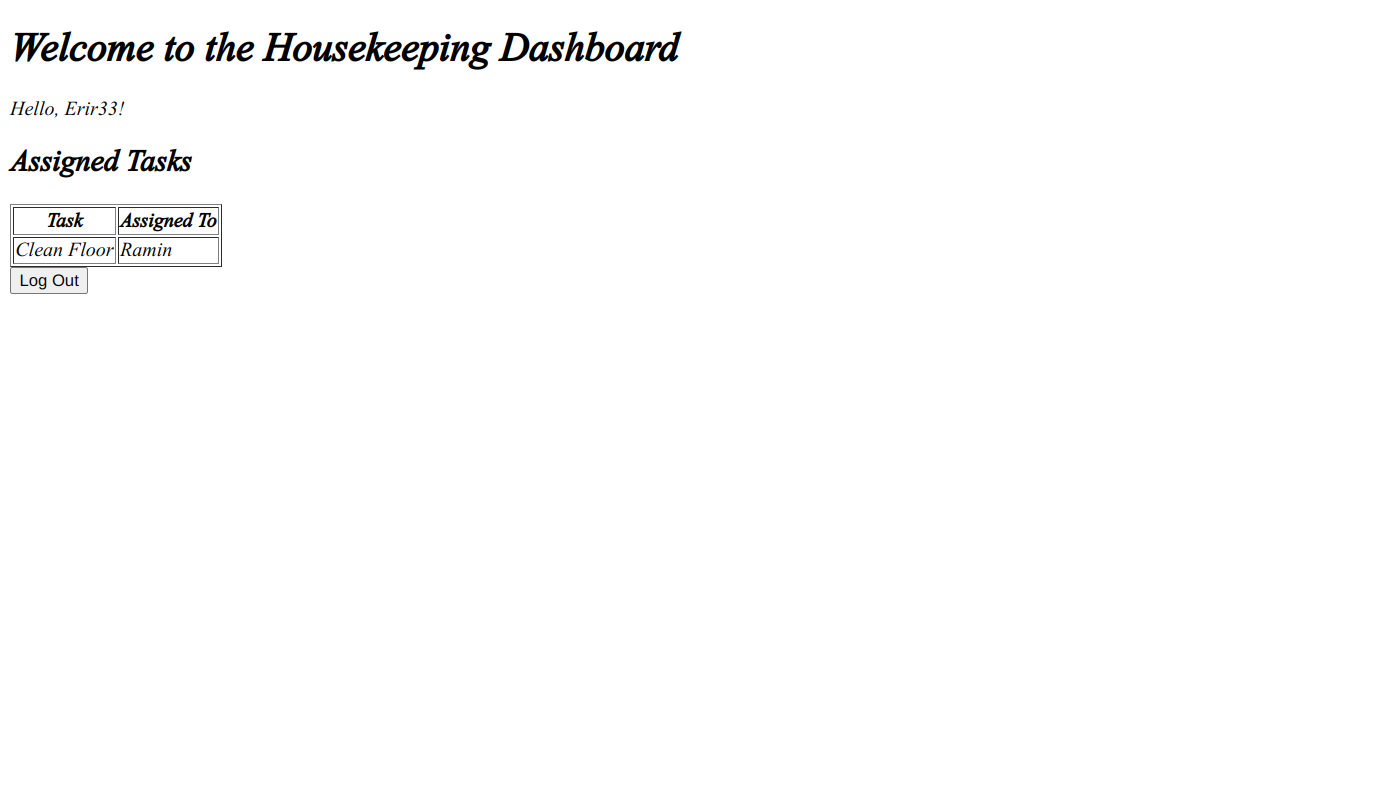 Welcome to the Housekeeping Dashboard
Hello, Erir33!
Assigned Tasks
Task Assigned To
Clean Floor Ramin
Log Out